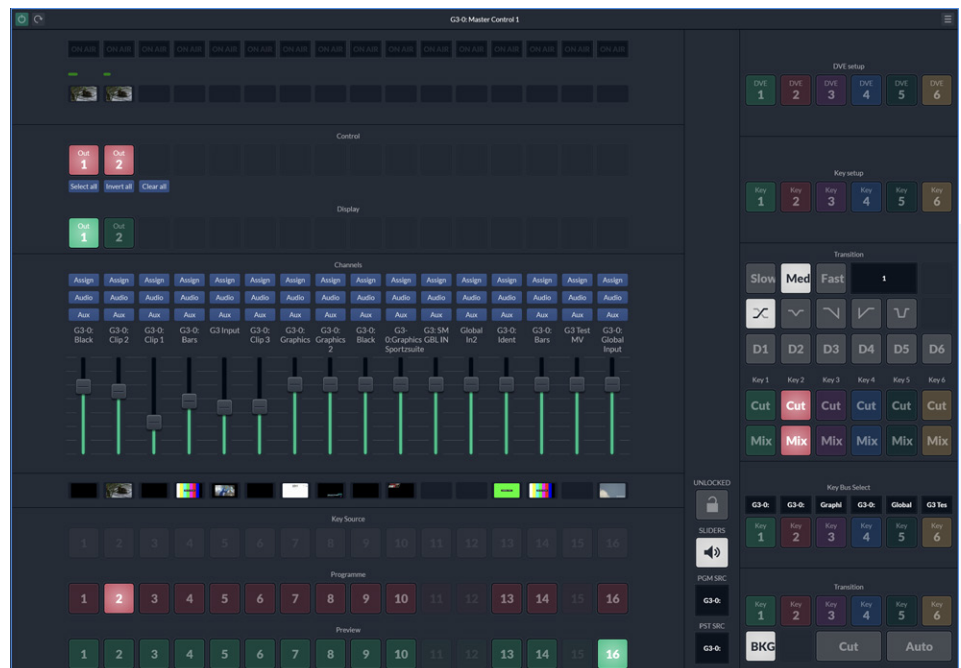 G3-0: Master Control 1
ON AIR ON AIR ON AIR ON AIR ON AIR ON AIR ON AIR ON AIR ON AIR ON AIR ON AIR ON AIR ON AIR ON AIR ON AIR ON AIR
Control
Out 1 Out 2
Select all Invert all Clear all
Display
Out 1 Out 2
Channels
Assign Assign Assign Assign Assign Assign Assign Assign Assign Assign Assign Assign Assign Assign Assign Assign
Audio Audio Audio Audio Audio Audio Audio Audio Audio Audio Audio Audio Audio Audio Audio Audio
Aux Aux Aux Aux Aux Aux Aux Aux Aux Aux Aux Aux Aux Aux Aux Aux
G3-0: G3-0: G3-0: G3-0: G3 Input G3-0: G3-0: G3-0: G3-0: G3- G3: SM Global G3-0: G3-0: G3 Test G3-0:
Black Clip 2 Clip 1 Bars Clip 3 Graphics Graphics Black 0:Graphics GBL IN In2 Ident Bars MV Global
2 Sportzsuite Input
Key Source
1 2 3 4 5 6 7 8 9 10 11 12 13 14 15 16
Programme
1 2 3 4 5 6 7 8 9 10 11 12 13 14 15 16
Preview
1 2 3 4 5 6 7 8 9 10 11 12 13 14 15 16
UNLOCKED
SLIDERS
PGM SRC
G3-0:
PST SRC
G3-0:
DVE setup
DVE DVE DVE DVE DVE DVE
1 2 3 4 5 6
Key setup
Key Key Key Key Key Key
1 2 3 4 5 6
Transition
Slow Med Fast 1
D1 D2 D3 D4 D5 D6
Key 1 Key 2 Key 3 Key 4 Key 5 Key 6
Cut Cut Cut Cut Cut Cut
Mix Mix Mix Mix Mix Mix
Key Bus Select
G3-0: G3-0: Graphi G3-0: Global G3 Tes
Key Key Key Key Key Key
1 2 3 4 5 6
Transition
Key Key Key Key Key Key
1 2 3 4 5 6
BKG Cut Auto